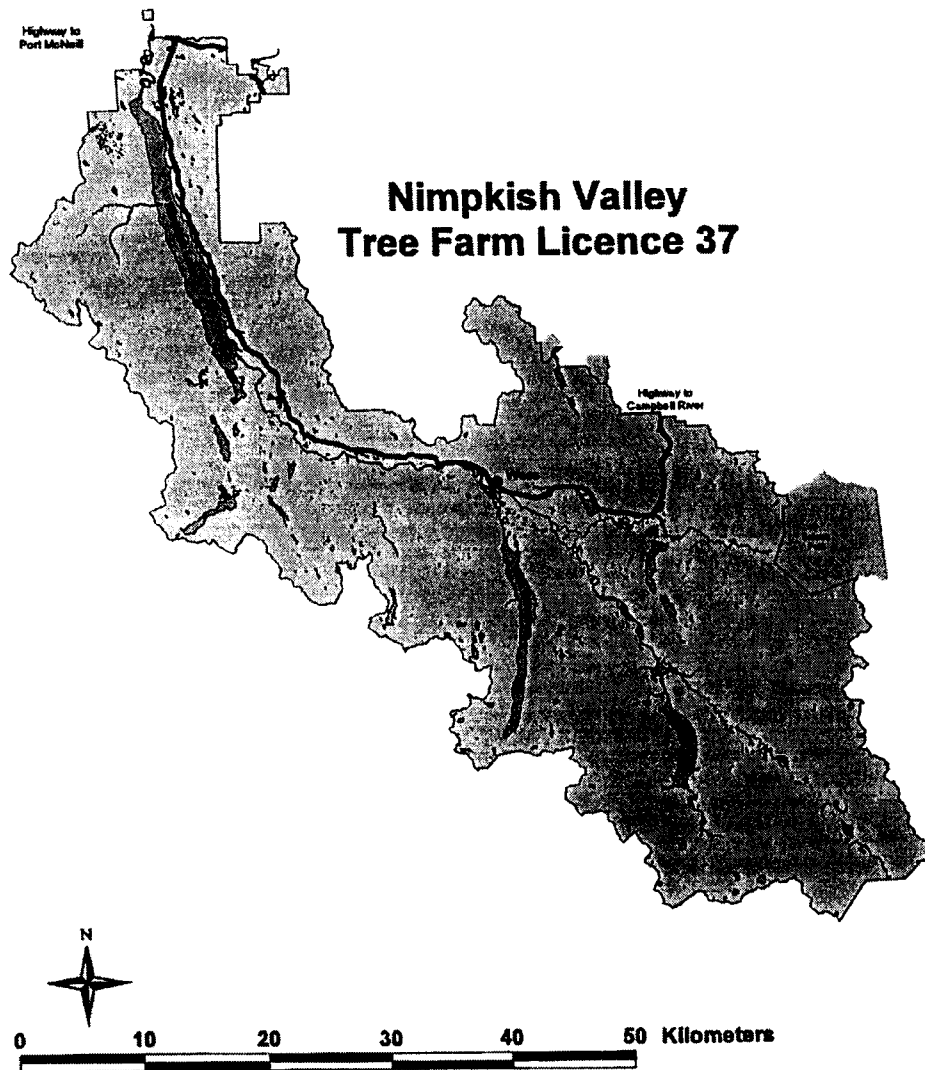 Highway to
Port McNeill
Nimpkish Valley
Tree Farm Licence 37
Highway to
Campbell River
N
0 10 20 30 40 50 Kilometers